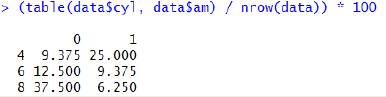 > (table(data$cyl, data$am) / nrow(data)) * 100
0 1
4 9.375 25.000
6 12.500 9.375
8 37.500 6.250